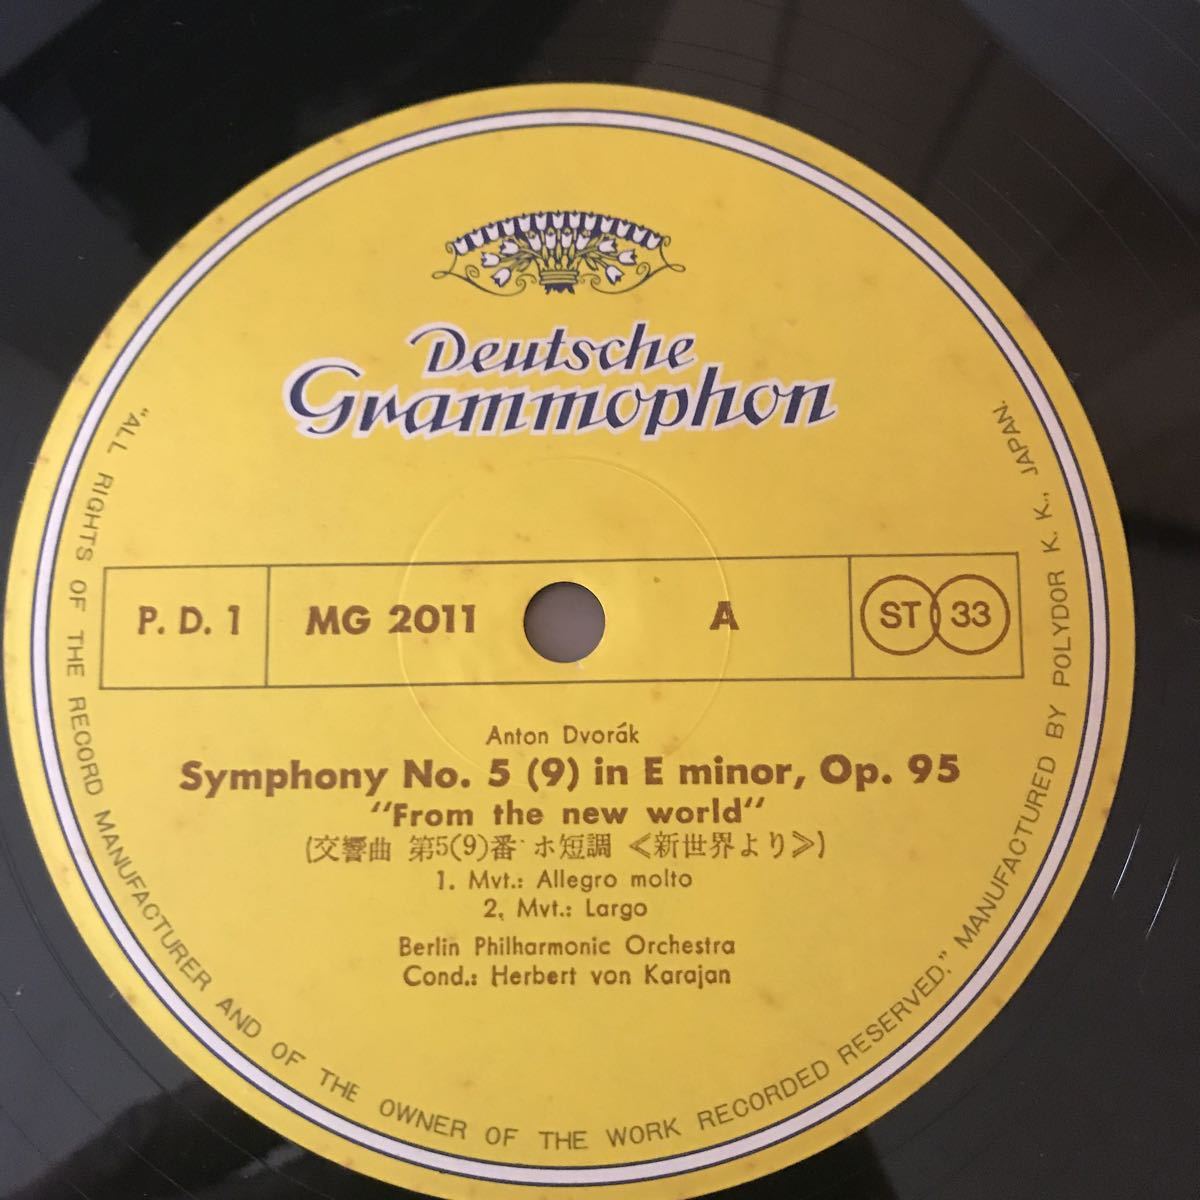 Deutsche
Grammophon
P. D. 1 MG 2011 A ST 33
Anton Dvorák
Symphony No. 5 (9) in E minor, Op. 95
"From the new world"
(交響曲 第5(9)番 ホ短調 ≪新世界より≫)
1. Mvt.: Allegro molto
2. Mvt.: Largo
Berlin Philharmonic Orchestra
Cond.: Herbert von Karajan
"ALL RIGHTS OF THE RECORD MANUFACTURER AND OF THE OWNER OF THE WORK RECORDED RESERVED." MANUFACTURED BY POLYDOR K. K., JAPAN.